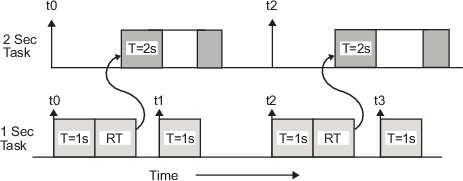 t0 t2
2 Sec
Task
T=2s T=2s
t0 t1 t2 t3
1 Sec
Task
T=1s RT T=1s T=1s RT T=1s
Time